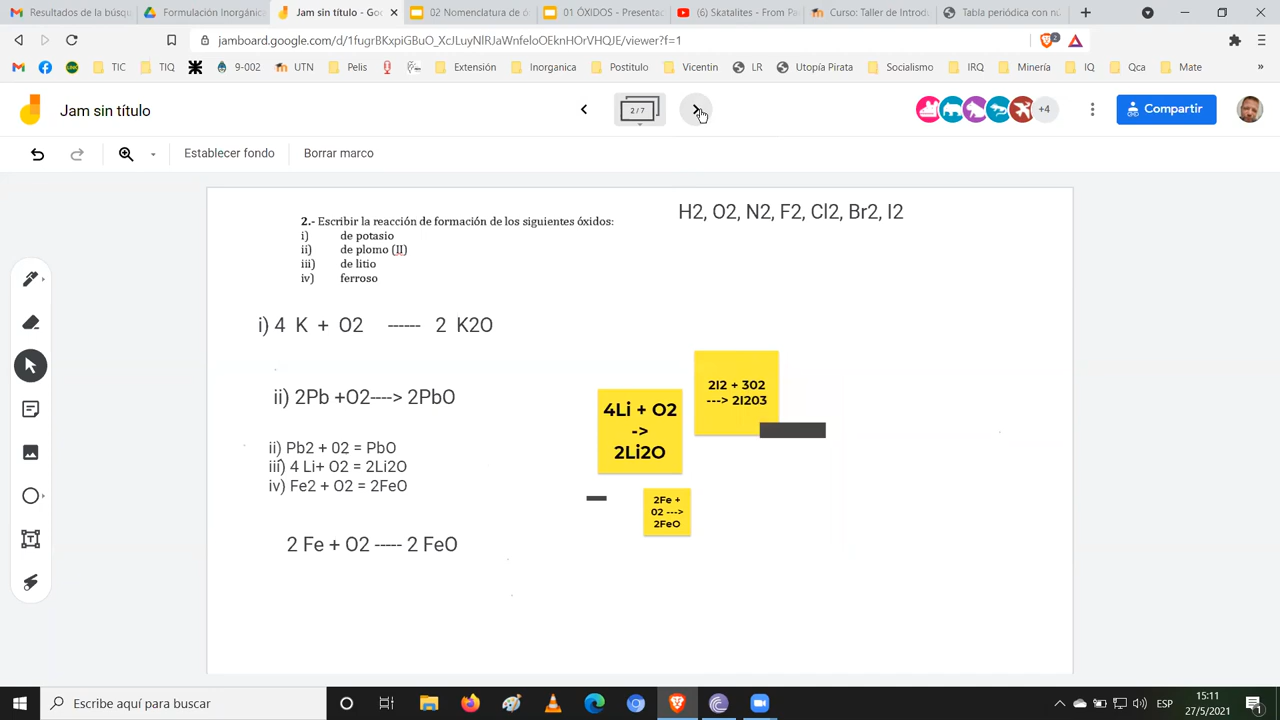 Resultados de la búsqu
Formulación Inorgánic
Jam sin título - Goo
02 Nomenclatura de ó
01 ÓXIDOS - Presentac
(6) Skatalites - From Pa
Curso: Taller de Introdu
Tabla periódica con nú
jamboard.google.com/d/1fugrBKxpiGBuO_XcJLuyNlRJaWnfeloOEknHOrVHQJE/viewer?f=1
2
TIC
TIQ
9-002
UTN
Pelis
Extensión
Inorganica
Postitulo
Vicentin
LR
Utopía Pirata
Socialismo
IRQ
Minería
IQ
Qca
Mate
»
Jam sin título
2 / 7
+4
Compartir
Establecer fondo
Borrar marco
2.- Escribir la reacción de formación de los siguientes óxidos:
i) de potasio
ii) de plomo (II)
iii) de litio
iv) ferroso
H2, O2, N2, F2, Cl2, Br2, I2
i) 4 K + O2 ------ 2 K2O
ii) 2Pb +O2----> 2PbO
ii) Pb2 + 02 = PbO
iii) 4 Li+ O2 = 2Li2O
iv) Fe2 + O2 = 2FeO
2 Fe + O2 ----- 2 FeO
4Li + O2
->
2Li2O
2I2 + 3O2
---> 2I2O3
2Fe +
O2 --->
2FeO
Escribe aquí para buscar
ESP
15:11
27/5/2021
1